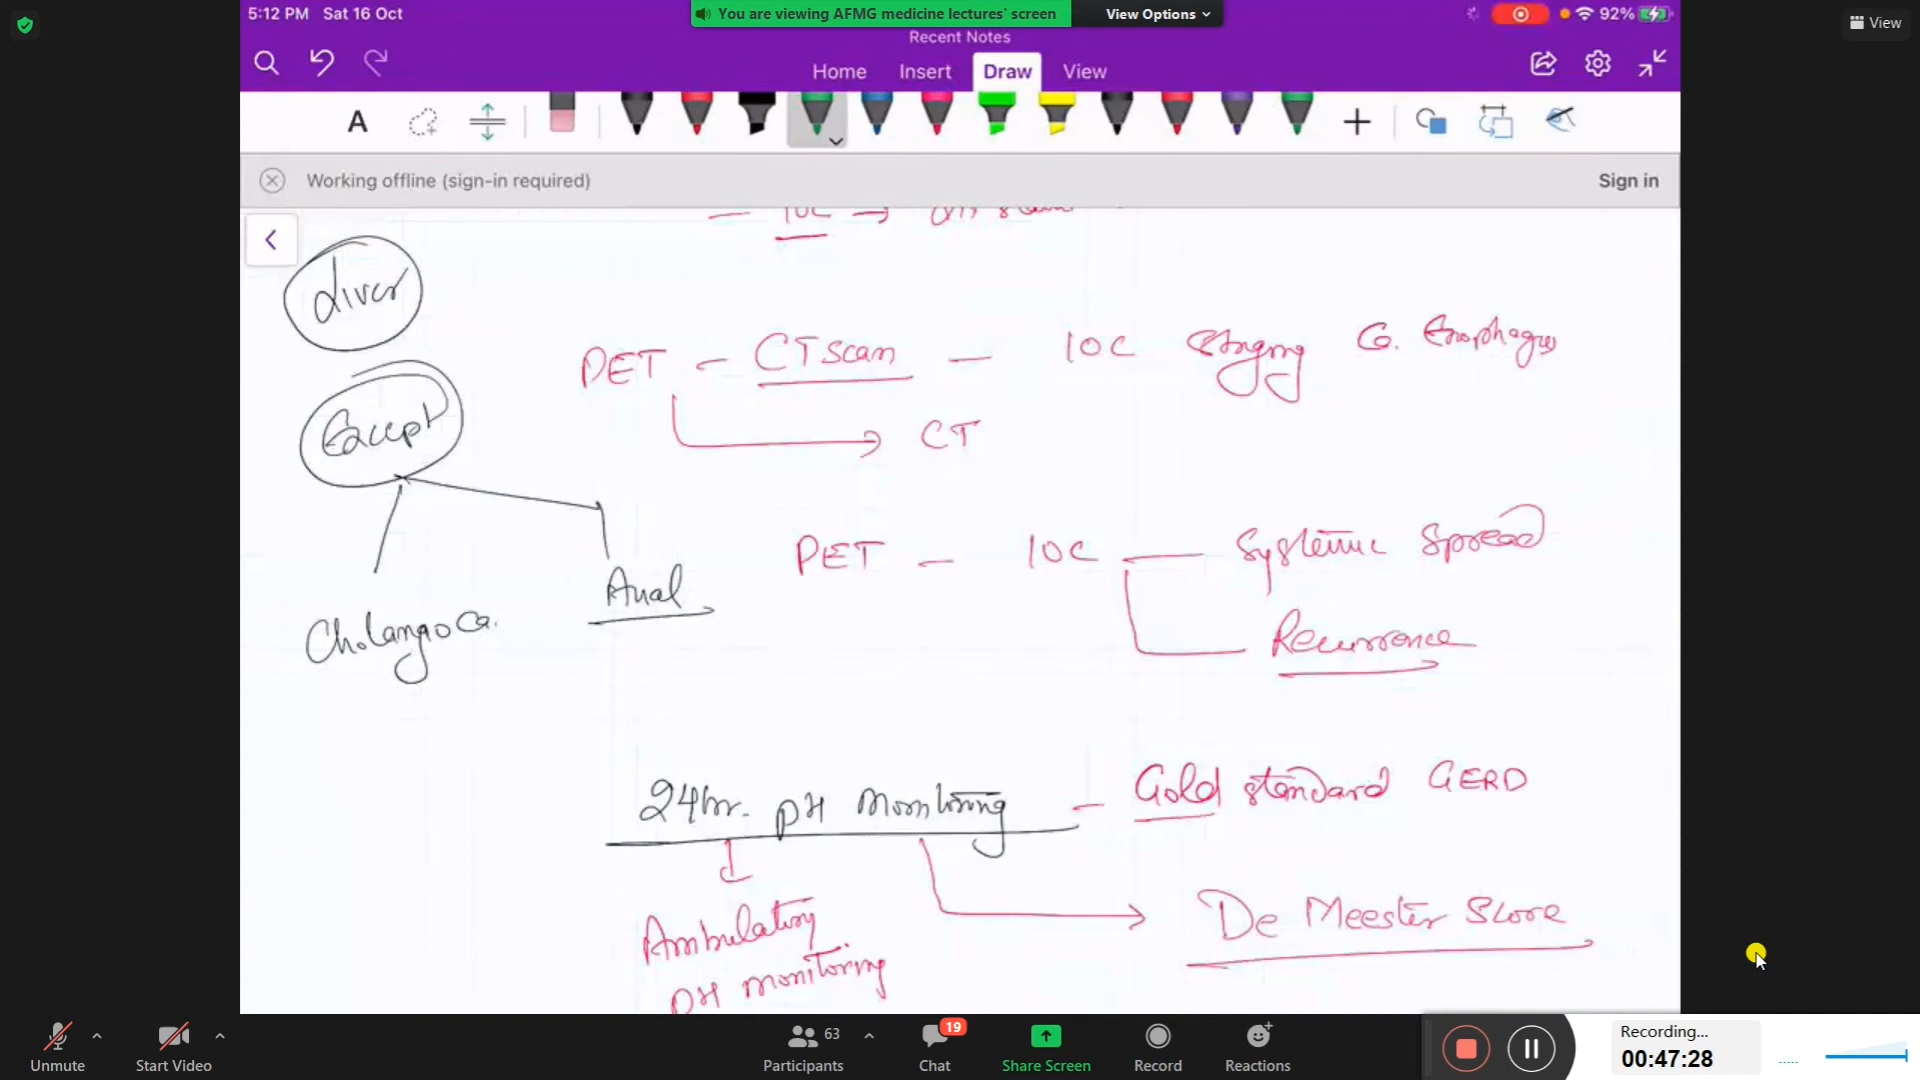 5:12 PM Sat 16 Oct
You are viewing AFMG medicine lectures' screen
View Options
92%
View
Recent Notes
Home Insert Draw View
A
Working offline (sign-in required)
Sign in
Liver
PET - CT scan - IOC Staging Ca. Esophagus
CT
Except
PET - IOC Systemic Spread
Anal
Cholangio Ca.
Recurrence
24hr. pH Monitoring - Gold standard GERD
De Meester Score
Ambulatory
pH monitoring
Unmute
Start Video
63
Participants
19
Chat
Share Screen
Record
Reactions
Recording...
00:47:28